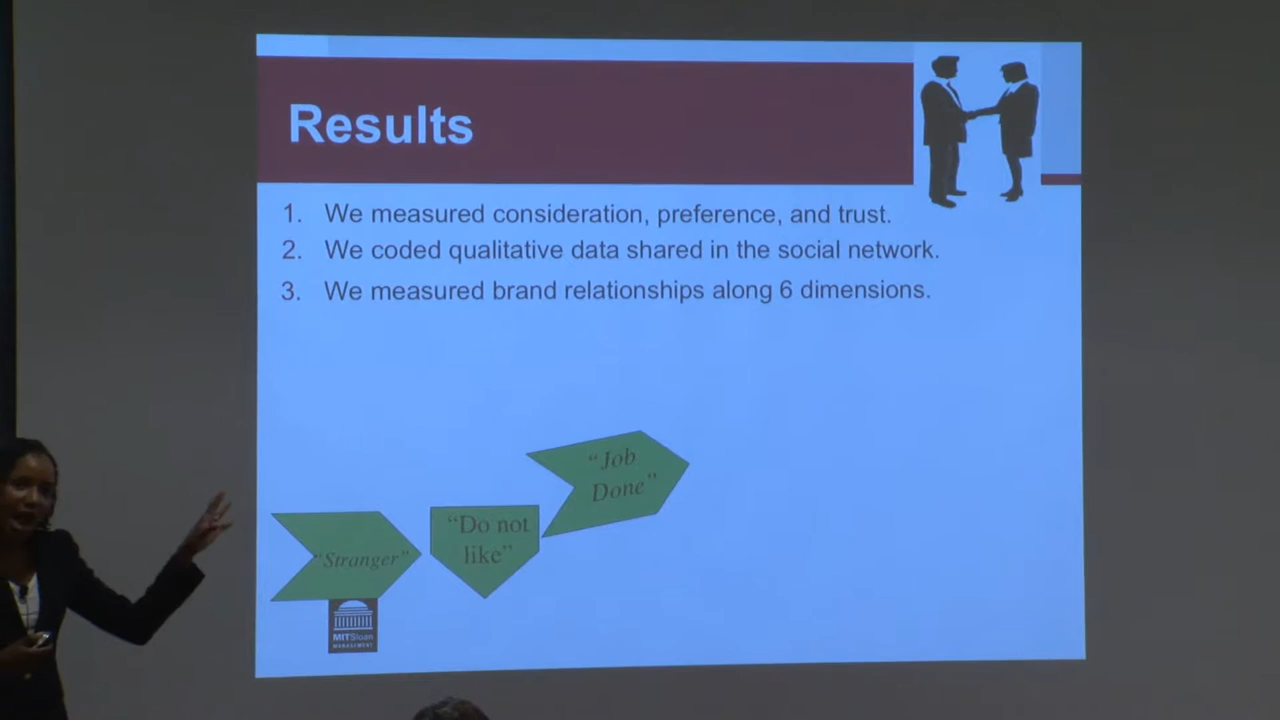 Results
1. We measured consideration, preference, and trust.
2. We coded qualitative data shared in the social network.
3. We measured brand relationships along 6 dimensions.
“Job
Done”
“Do not
like”
“Stranger”
MITSloan
MANAGEMENT